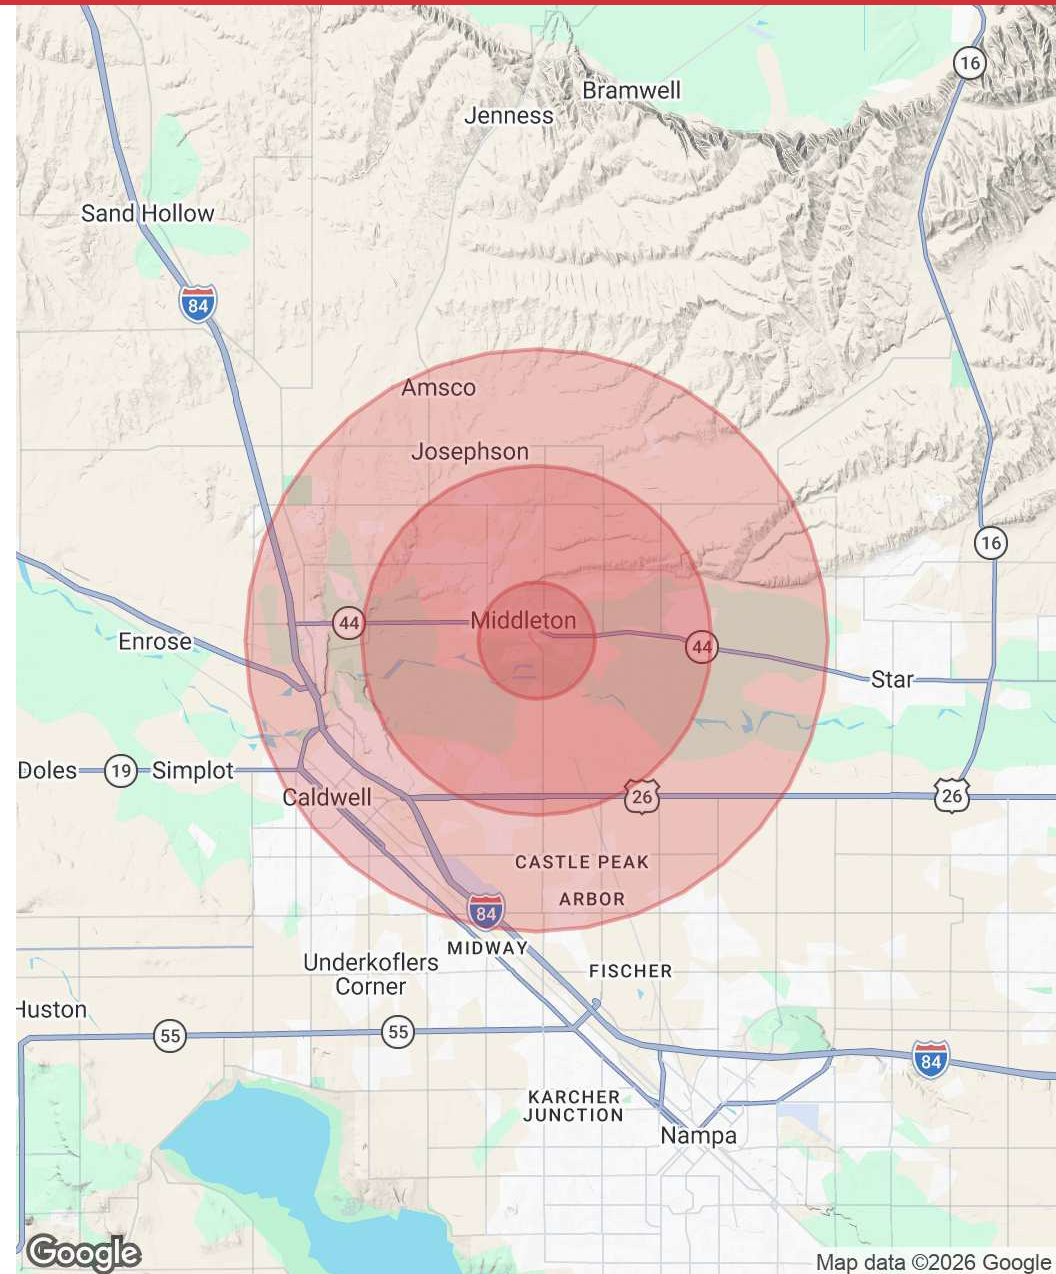 16
Bramwell
Jenness
Sand Hollow
84
Amsco
Josephson
16
44
Middleton
Enrose
44
Star
Doles
19
Simplot
Caldwell
26
26
CASTLE PEAK
ARBOR
84
MIDWAY
Underkoflers
Corner
FISCHER
Huston
55
55
84
KARCHER
JUNCTION
Nampa
Google
Map data ©2026 Google